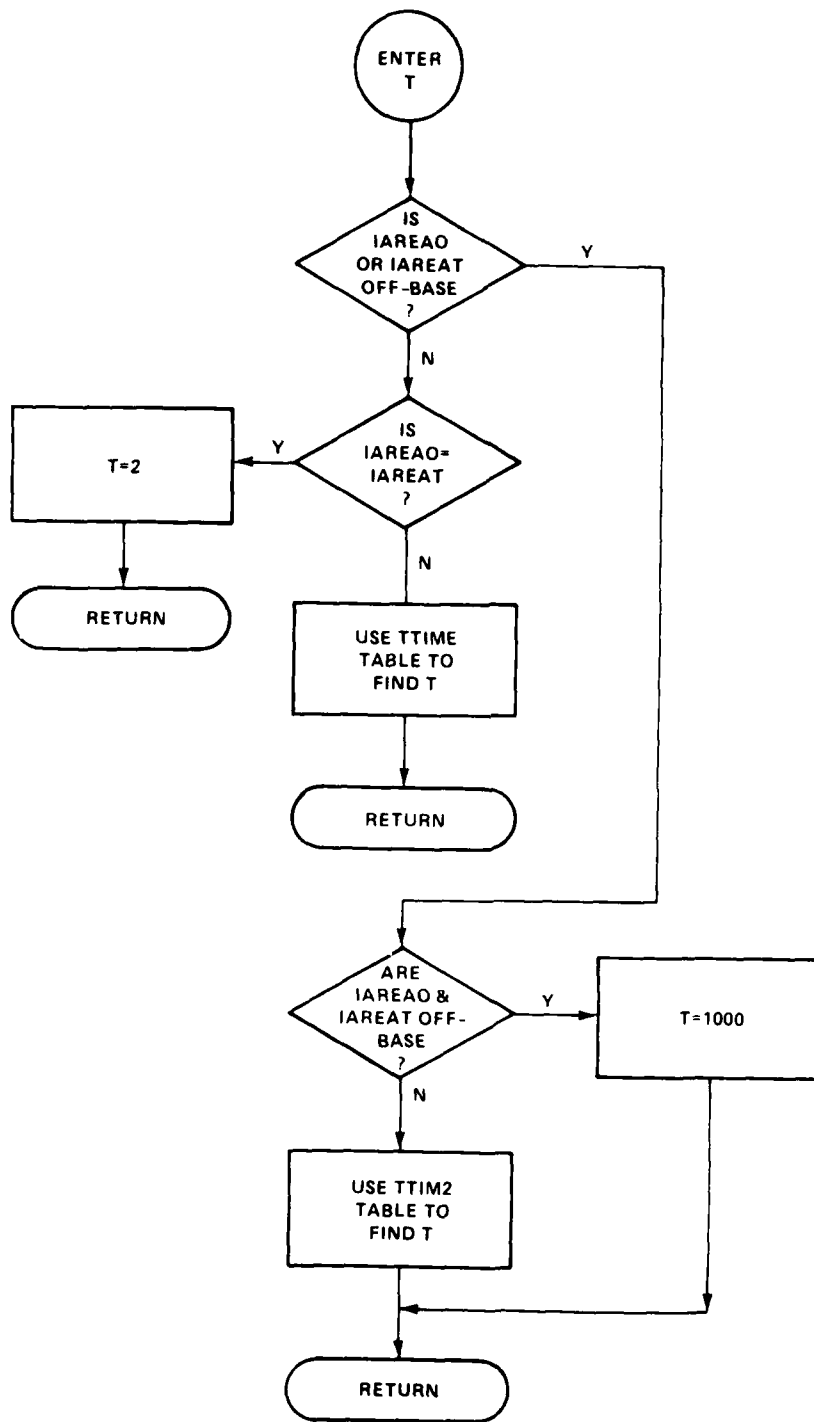 ENTER
T
IS
IAREAO
OR IAREAT
OFF-BASE
?
Y
N
IS
IAREAO=
IAREAT
?
Y
T=2
RETURN
N
USE TTIME
TABLE TO
FIND T
RETURN
ARE
IAREAO &
IAREAT OFF-
BASE
?
Y
T=1000
N
USE TTIM2
TABLE TO
FIND T
RETURN